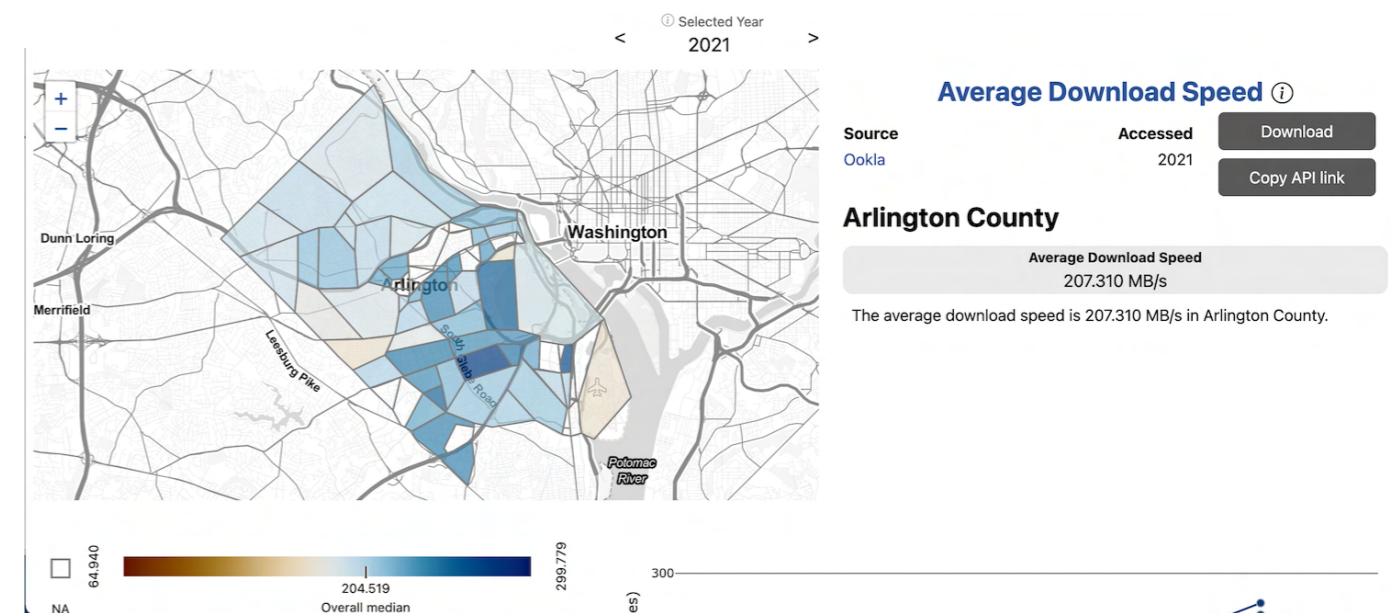 ⓘ Selected Year
< 2021 >
+
−
Average Download Speed ⓘ
Source
Accessed
Download
Ookla
2021
Copy API link
Arlington County
Average Download Speed
207.310 MB/s
The average download speed is 207.310 MB/s in Arlington County.
Dunn Loring
Washington
Arlington
Merrifield
Leesburg Pike
South Glebe Road
Potomac
River
64.940
299.779
204.519
Overall median
NA
300
es)